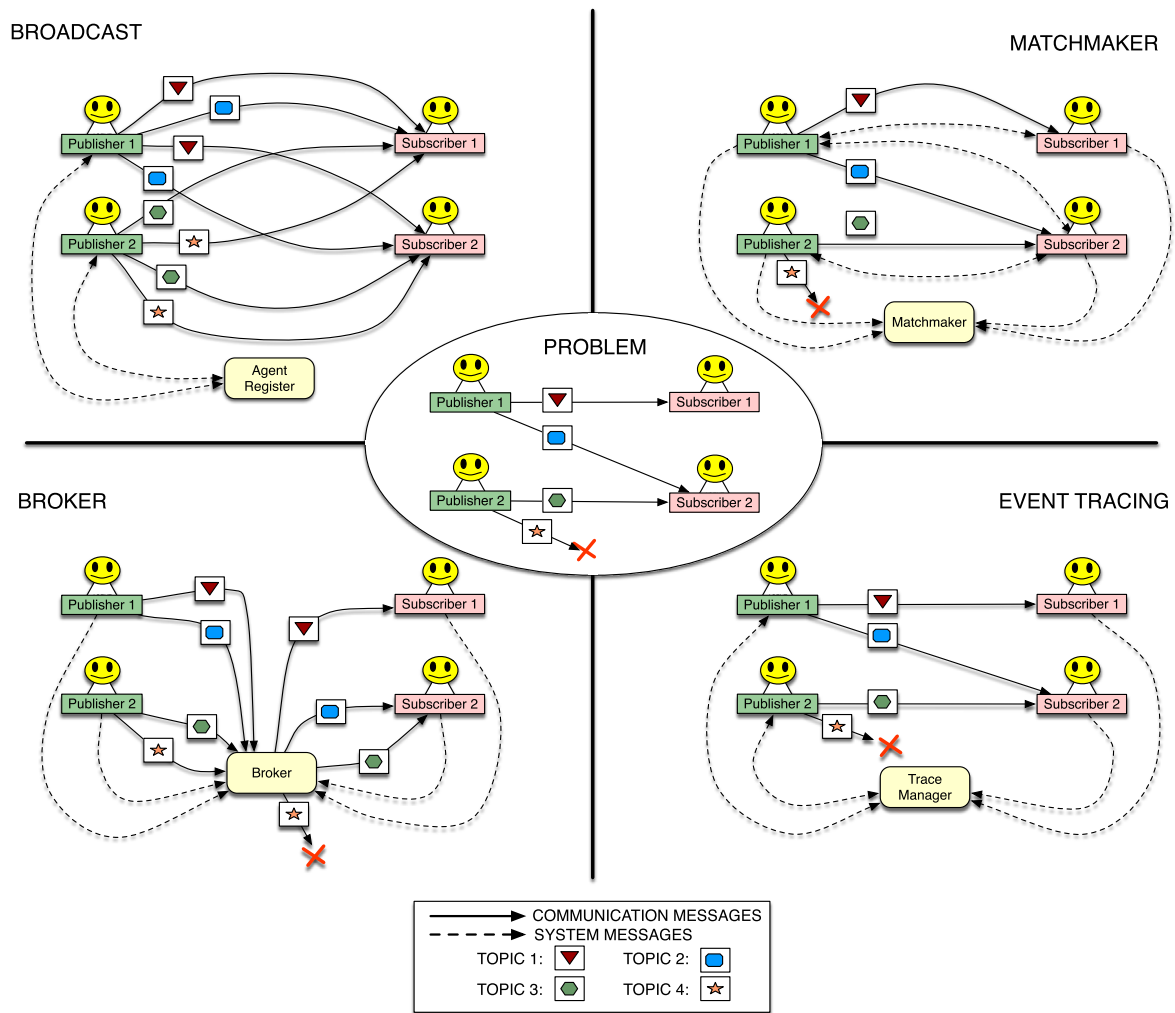 BROADCAST
Publisher 1
Subscriber 1
Publisher 2
Subscriber 2
Agent
Register
MATCHMAKER
Publisher 1
Subscriber 1
Publisher 2
Subscriber 2
Matchmaker
PROBLEM
Publisher 1
Subscriber 1
Publisher 2
Subscriber 2
BROKER
Publisher 1
Subscriber 1
Publisher 2
Subscriber 2
Broker
EVENT TRACING
Publisher 1
Subscriber 1
Publisher 2
Subscriber 2
Trace
Manager
COMMUNICATION MESSAGES
SYSTEM MESSAGES
TOPIC 1:
TOPIC 2:
TOPIC 3:
TOPIC 4: